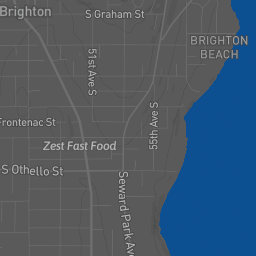 Brighton
S Graham St
BRIGHTON
BEACH
51st Ave S
55th Ave S
Frontenac St
Zest Fast Food
S Othello St
Seward Park Ave